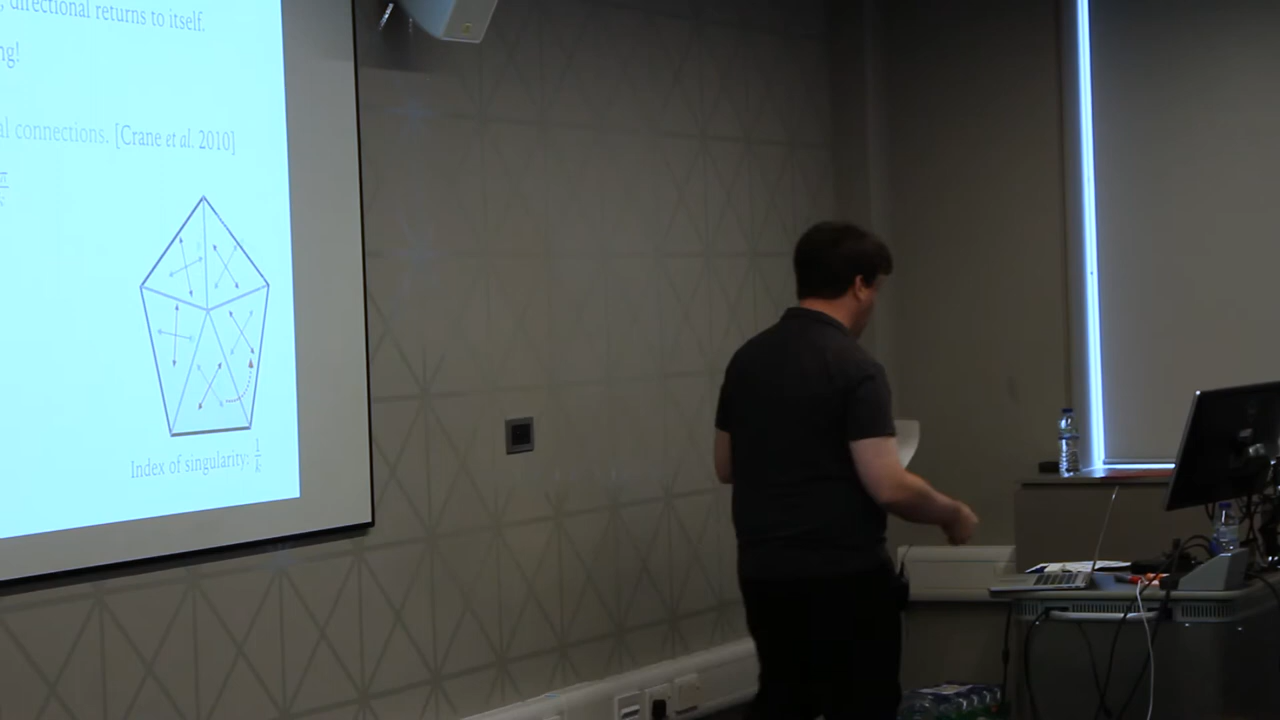 , directional returns to itself.
ng!
al connections. [Crane et al. 2010]
Index of singularity: 1/k